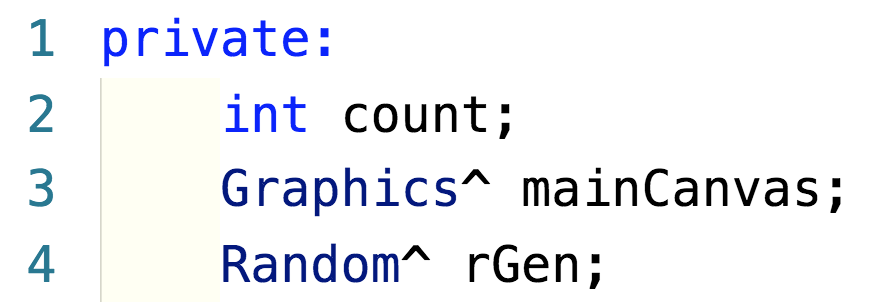 1 private:
2 int count;
3 Graphics^ mainCanvas;
4 Random^ rGen;